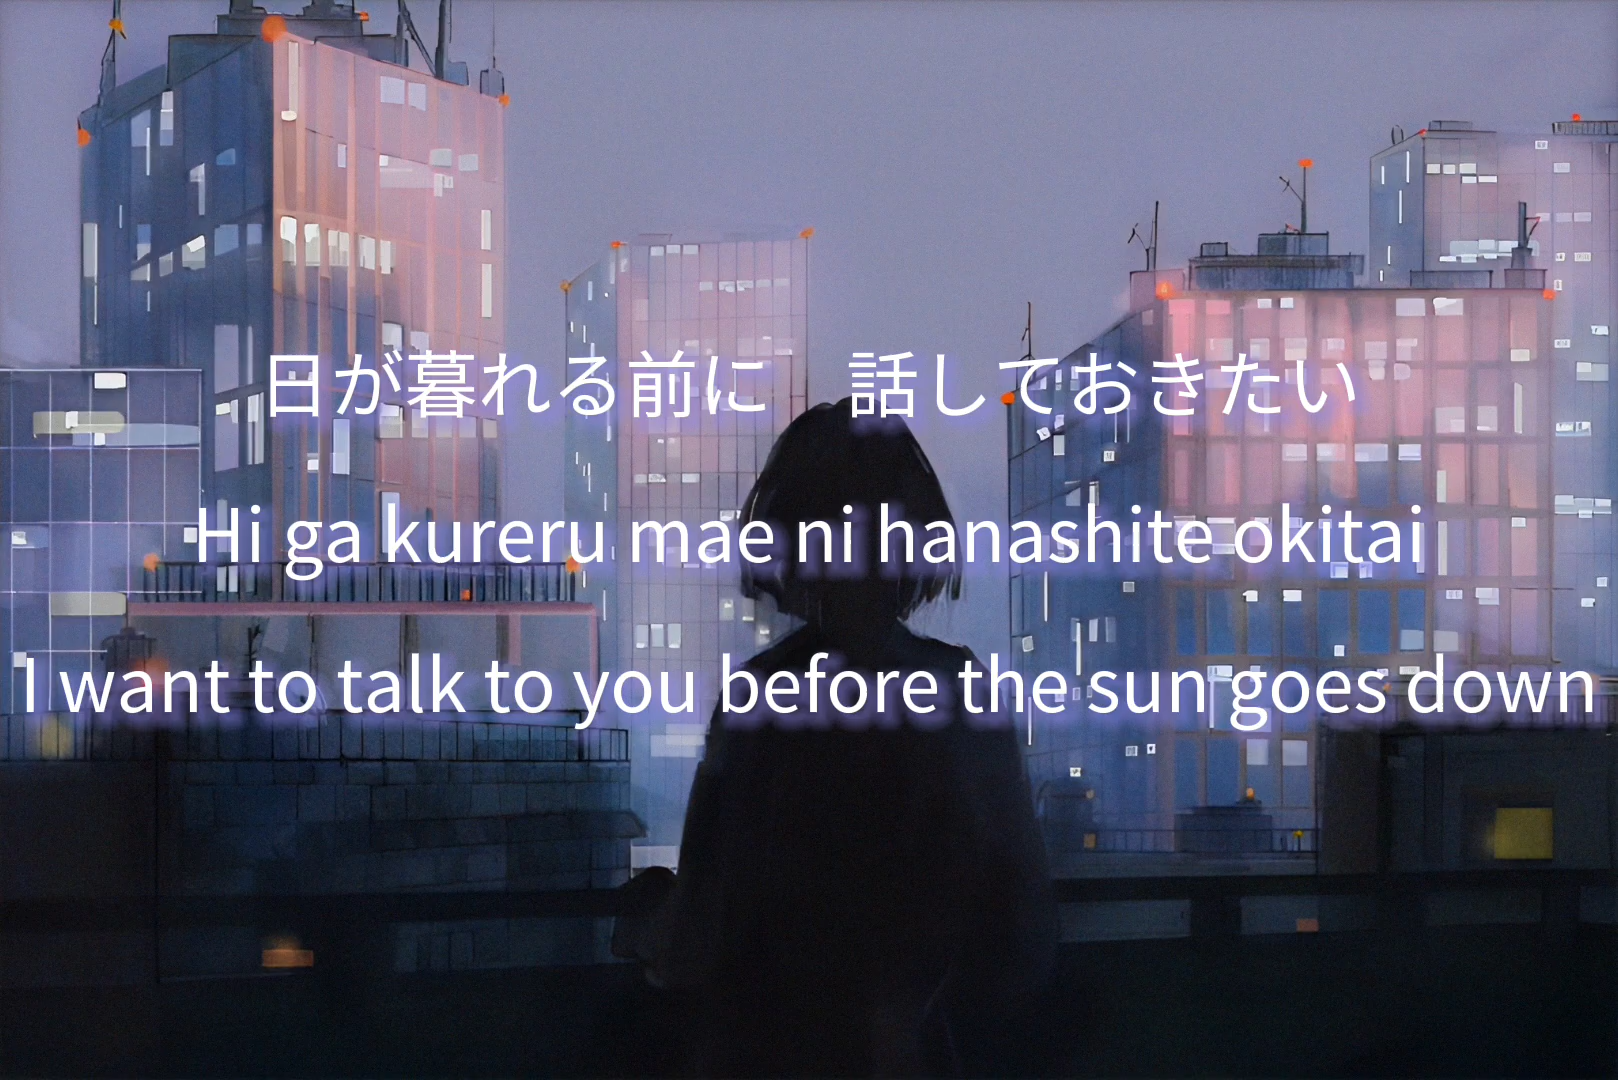 日が暮れる前に　話しておきたい
Hi ga kureru mae ni hanashite okitai
I want to talk to you before the sun goes down